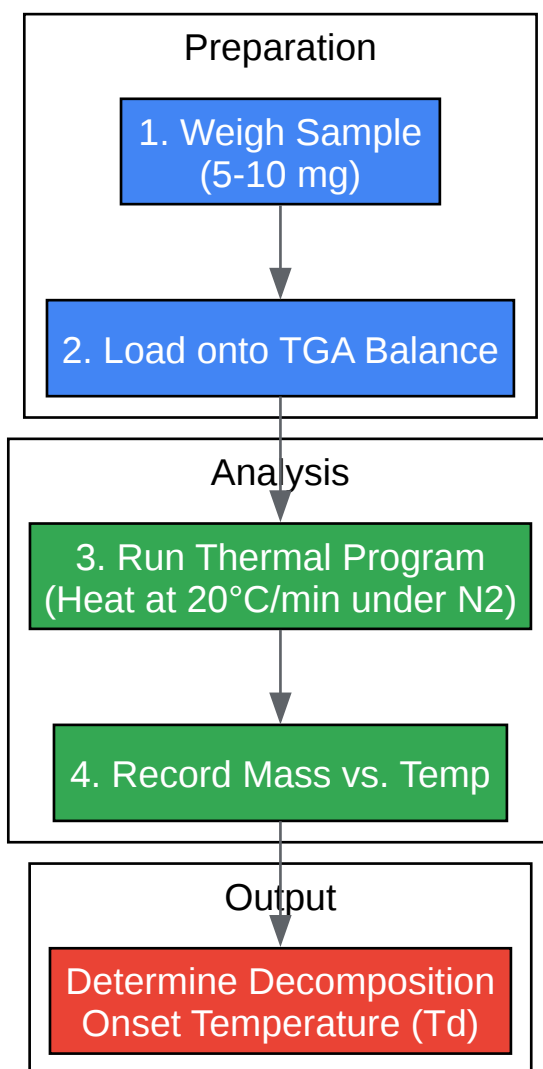 Preparation
1. Weigh Sample
(5-10 mg)
2. Load onto TGA Balance
Analysis
3. Run Thermal Program
(Heat at 20°C/min under N2)
4. Record Mass vs. Temp
Output
Determine Decomposition
Onset Temperature (Td)